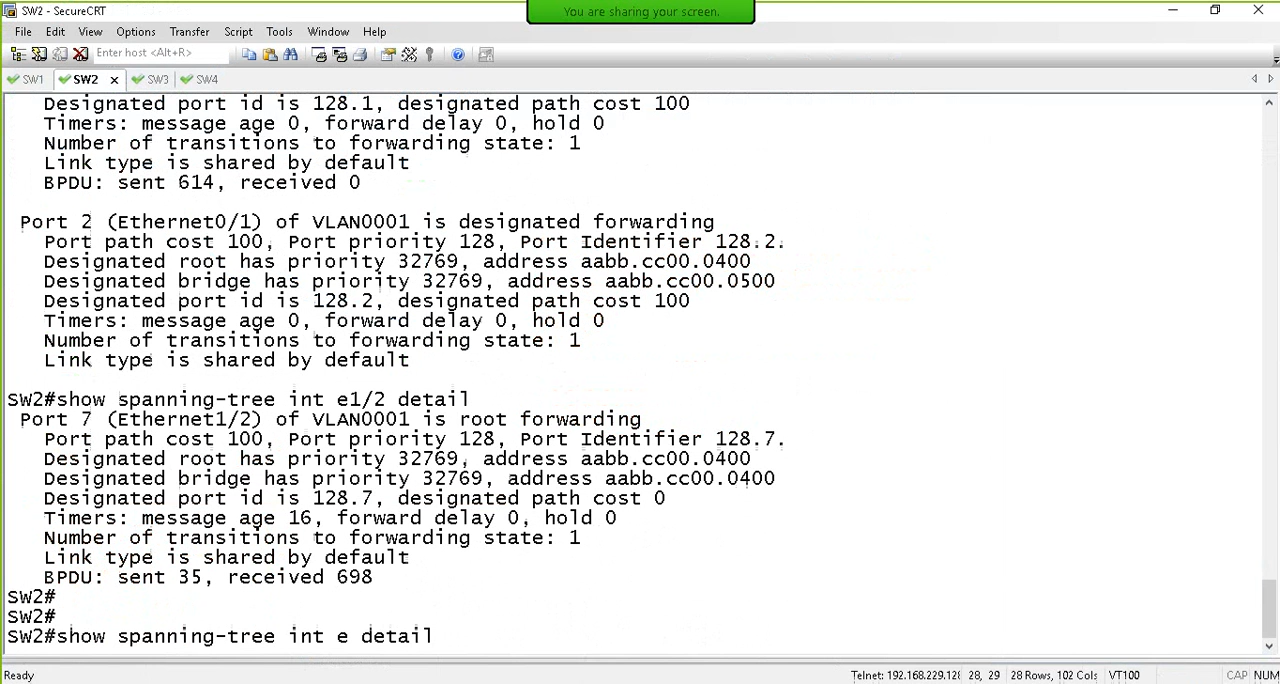 SW2 - SecureCRT
You are sharing your screen.
File Edit View Options Transfer Script Tools Window Help
Enter host <Alt+R>
SW1 SW2 SW3 SW4
Designated port id is 128.1, designated path cost 100
Timers: message age 0, forward delay 0, hold 0
Number of transitions to forwarding state: 1
Link type is shared by default
BPDU: sent 614, received 0
Port 2 (Ethernet0/1) of VLAN0001 is designated forwarding
Port path cost 100, Port priority 128, Port Identifier 128.2.
Designated root has priority 32769, address aabb.cc00.0400
Designated bridge has priority 32769, address aabb.cc00.0500
Designated port id is 128.2, designated path cost 100
Timers: message age 0, forward delay 0, hold 0
Number of transitions to forwarding state: 1
Link type is shared by default
SW2#show spanning-tree int e1/2 detail
Port 7 (Ethernet1/2) of VLAN0001 is root forwarding
Port path cost 100, Port priority 128, Port Identifier 128.7.
Designated root has priority 32769, address aabb.cc00.0400
Designated bridge has priority 32769, address aabb.cc00.0400
Designated port id is 128.7, designated path cost 0
Timers: message age 16, forward delay 0, hold 0
Number of transitions to forwarding state: 1
Link type is shared by default
BPDU: sent 35, received 698
SW2#
SW2#
SW2#show spanning-tree int e detail
Ready Telnet: 192.168.229.12( 28, 29 28 Rows, 102 Cols VT100 CAP NUM